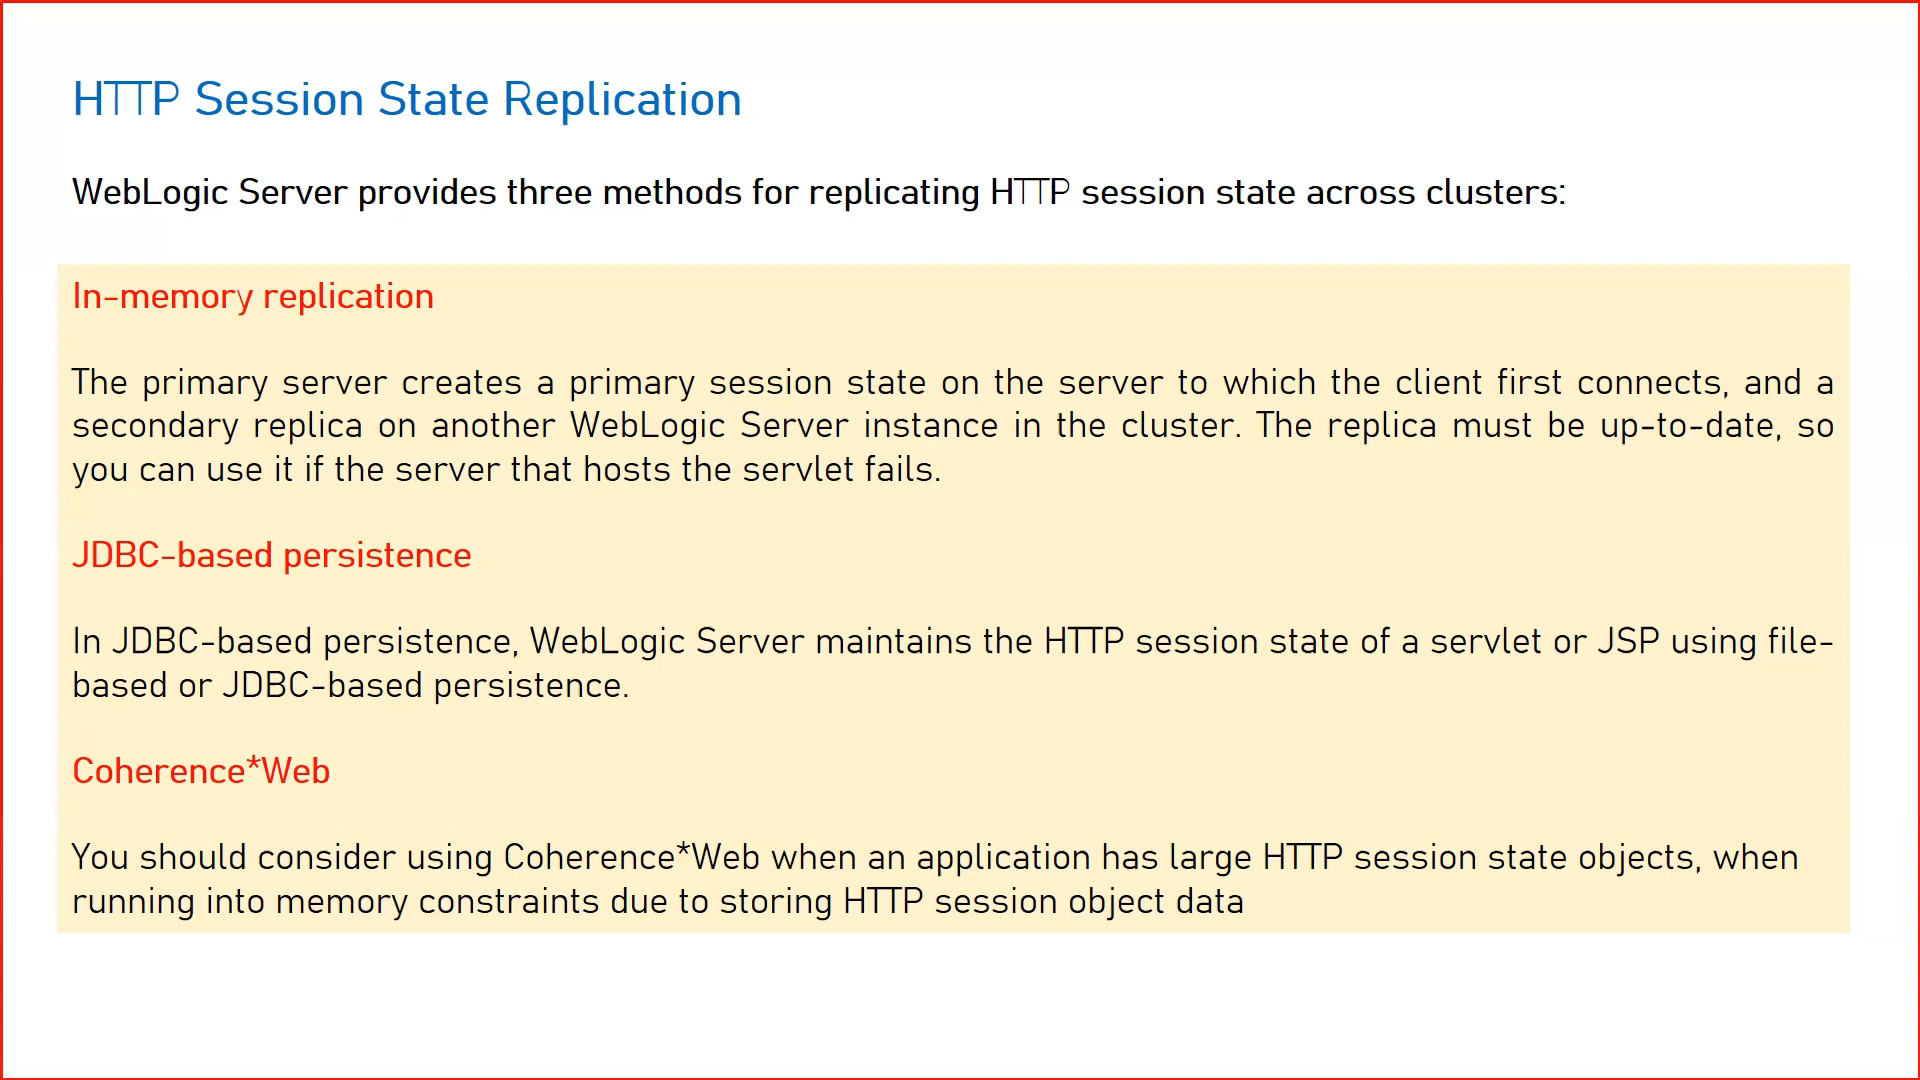 HTTP Session State Replication
WebLogic Server provides three methods for replicating HTTP session state across clusters:
In-memory replication
The primary server creates a primary session state on the server to which the client first connects, and a
secondary replica on another WebLogic Server instance in the cluster. The replica must be up-to-date, so
you can use it if the server that hosts the servlet fails.
JDBC-based persistence
In JDBC-based persistence, WebLogic Server maintains the HTTP session state of a servlet or JSP using file-
based or JDBC-based persistence.
Coherence*Web
You should consider using Coherence*Web when an application has large HTTP session state objects, when
running into memory constraints due to storing HTTP session object data